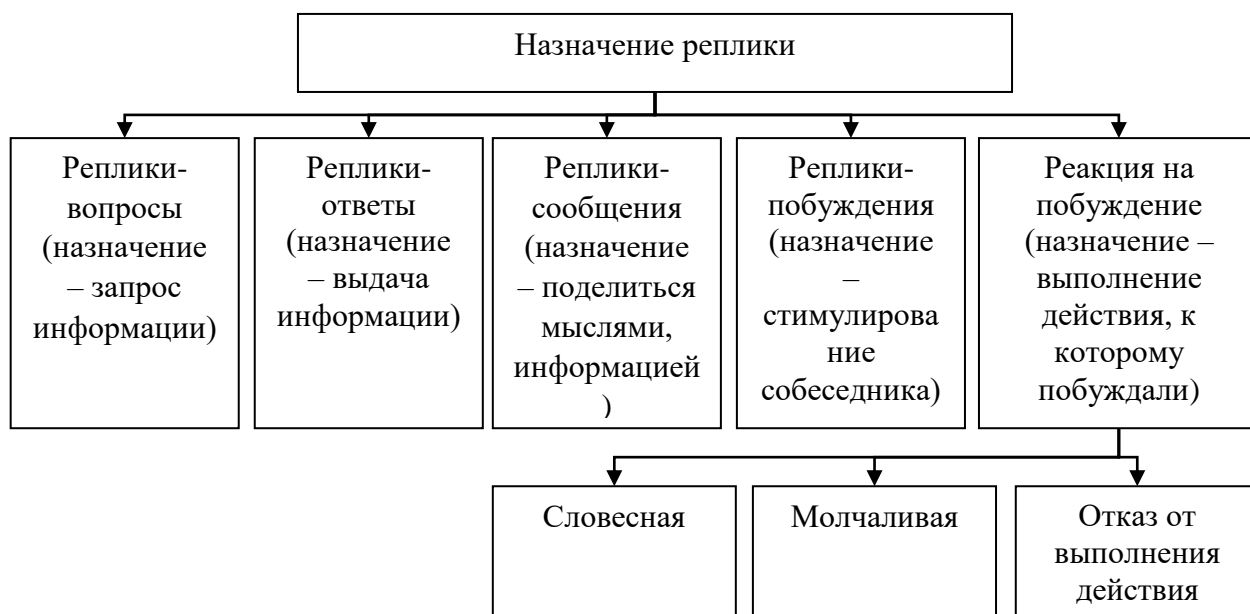 Назначение реплики
Реплики-
вопросы
(назначение
– запрос
информации)
Реплики-
ответы
(назначение
– выдача
информации)
Реплики-
сообщения
(назначение
– поделиться
мыслями,
информацией
)
Реплики-
побуждения
(назначение
–
стимулирова
ние
собеседника)
Реакция на
побуждение
(назначение –
выполнение
действия, к
которому
побуждали)
Словесная
Молчаливая
Отказ от
выполнения
действия